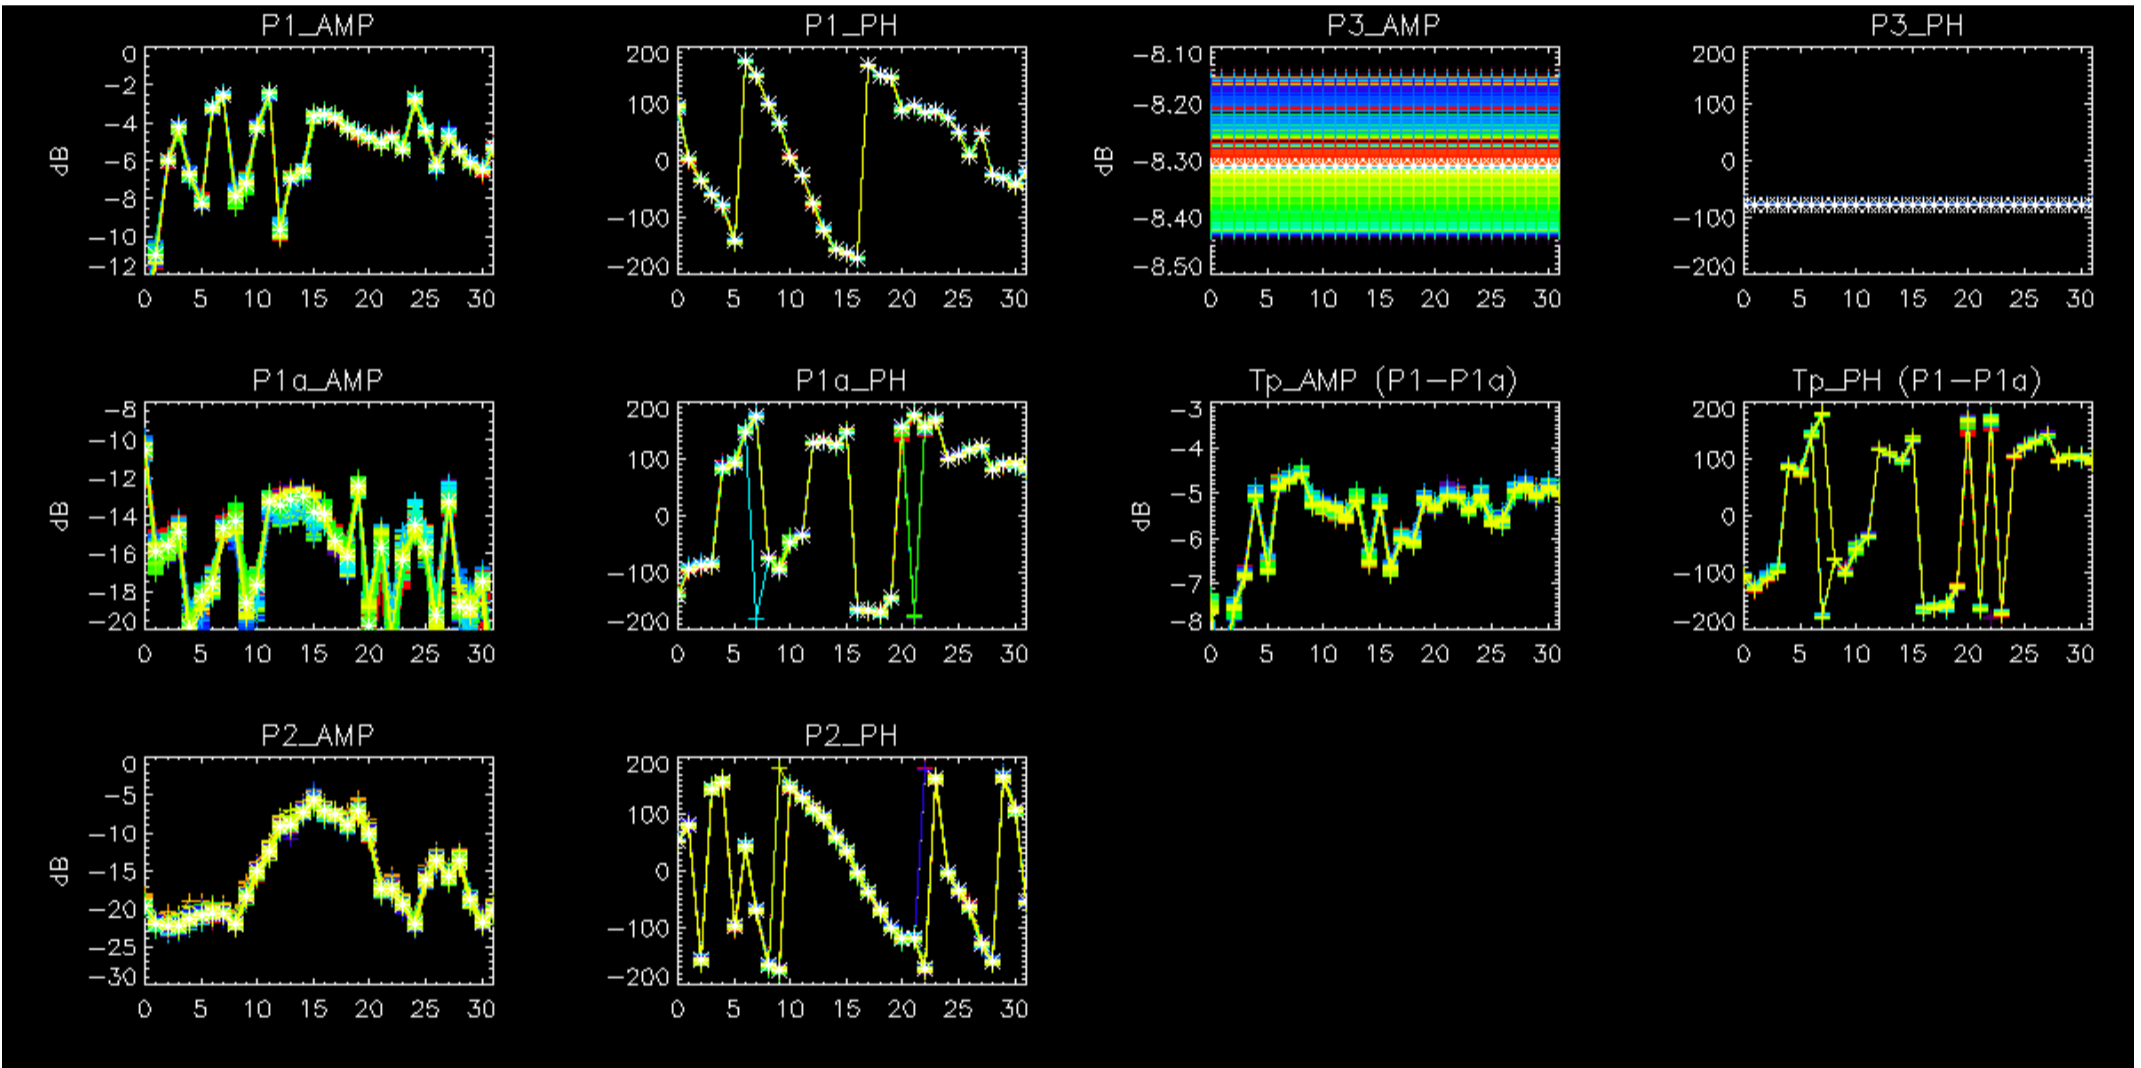 P1_AMP
dB
0
-2
-4
-6
-8
-10
-12
0 5 10 15 20 25 30
P1_PH
200
100
0
-100
-200
0 5 10 15 20 25 30
P3_AMP
dB
-8.10
-8.20
-8.30
-8.40
-8.50
0 5 10 15 20 25 30
P3_PH
200
100
0
-100
-200
0 5 10 15 20 25 30
P1a_AMP
dB
-8
-10
-12
-14
-16
-18
-20
0 5 10 15 20 25 30
P1a_PH
200
100
0
-100
-200
0 5 10 15 20 25 30
Tp_AMP (P1-P1a)
dB
-3
-4
-5
-6
-7
-8
0 5 10 15 20 25 30
Tp_PH (P1-P1a)
200
100
0
-100
-200
0 5 10 15 20 25 30
P2_AMP
dB
0
-5
-10
-15
-20
-25
-30
0 5 10 15 20 25 30
P2_PH
200
100
0
-100
-200
0 5 10 15 20 25 30